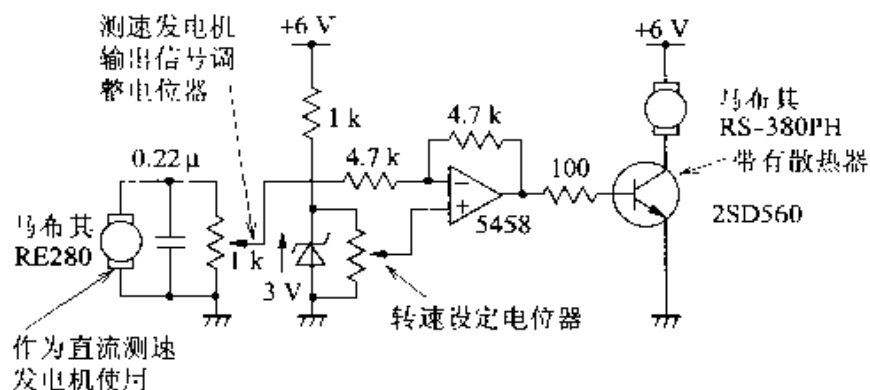 测速发电机
输出信号调
整电位器
+6 V
+6 V
1 k
4.7 k
马布其
RS-380PH
0.22 μ
4.7 k
100
带有散热器
马布其
RE280
−
+
5458
2SD560
1 k
3 V
转速设定电位器
作为直流测速
发电机使用